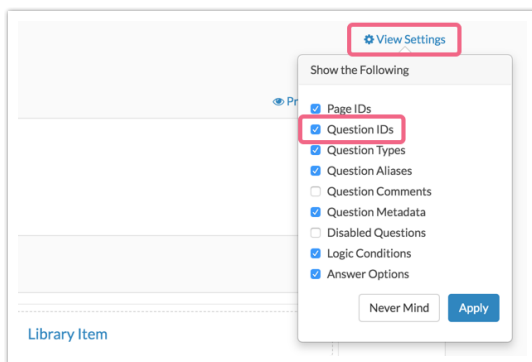 View Settings
Show the Following
Pr
Page IDs
Question IDs
Question Types
Question Aliases
Question Comments
Question Metadata
Disabled Questions
Logic Conditions
Answer Options
Never Mind
Apply
Library Item